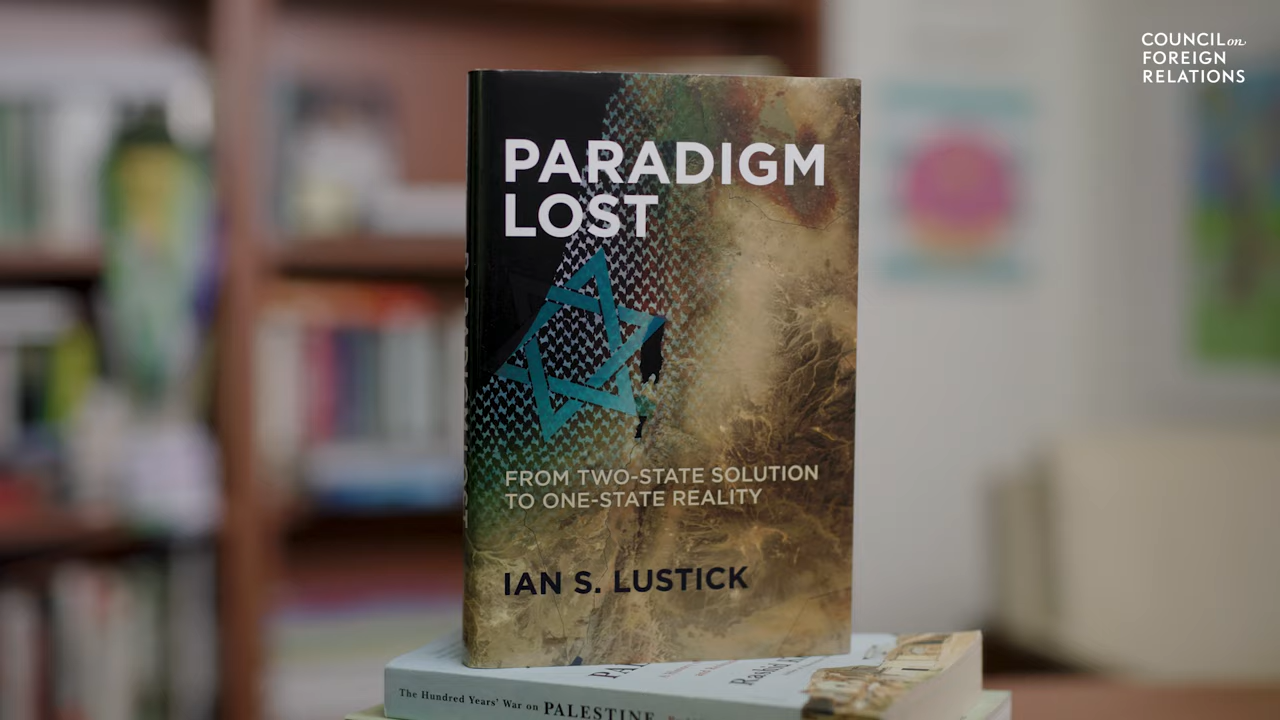 COUNCIL on
FOREIGN
RELATIONS
PARADIGM
LOST
FROM TWO-STATE SOLUTION
TO ONE-STATE REALITY
IAN S. LUSTICK
The Hundred Years' War on PALESTINE